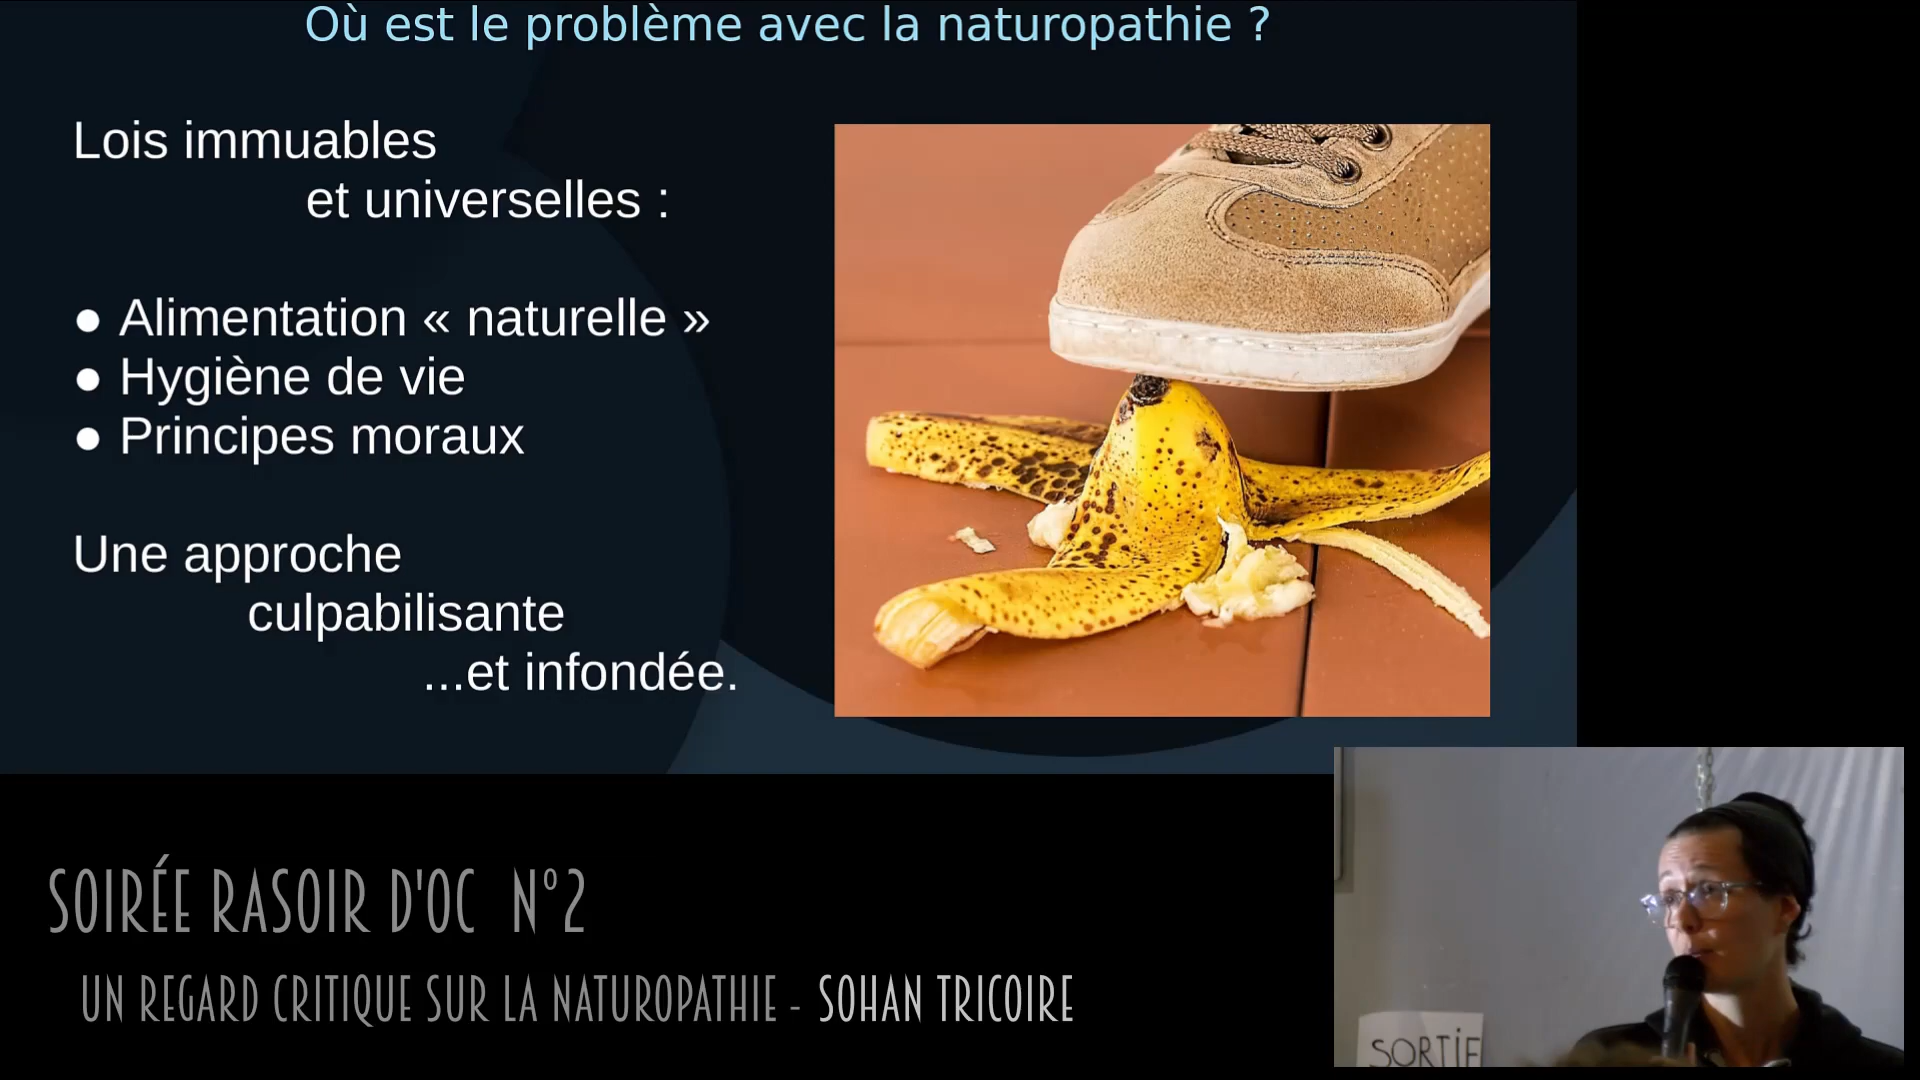 Où est le problème avec la naturopathie ?
Lois immuables
et universelles :
● Alimentation « naturelle »
● Hygiène de vie
● Principes moraux
Une approche
culpabilisante
...et infondée.
SOIRÉE RASOIR D'OC N°2
UN REGARD CRITIQUE SUR LA NATUROPATHIE - SOHAN TRICOIRE
SORTIE